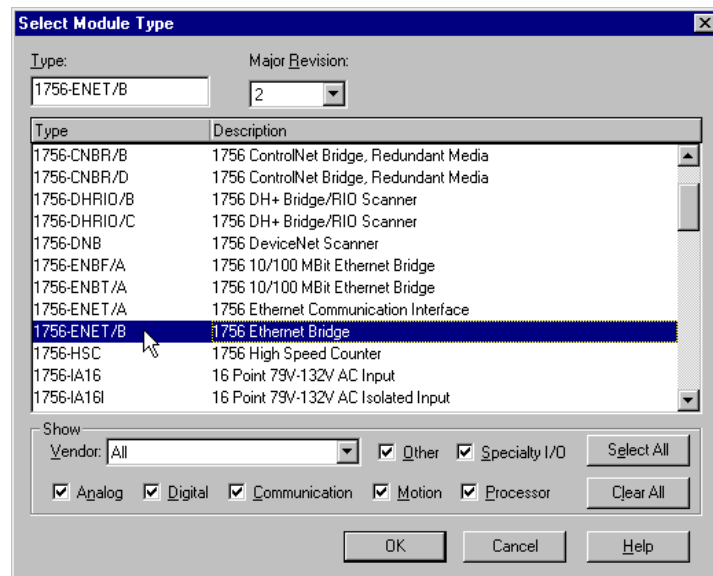 Select Module Type
Type: Major Revision:
1756-ENET/B 2
Type Description
1756-CNBR/B 1756 ControlNet Bridge, Redundant Media
1756-CNBR/D 1756 ControlNet Bridge, Redundant Media
1756-DHRIO/B 1756 DH+ Bridge/RIO Scanner
1756-DHRIO/C 1756 DH+ Bridge/RIO Scanner
1756-DNB 1756 DeviceNet Scanner
1756-ENBF/A 1756 10/100 MBit Ethernet Bridge
1756-ENBT/A 1756 10/100 MBit Ethernet Bridge
1756-ENET/A 1756 Ethernet Communication Interface
1756-ENET/B 1756 Ethernet Bridge
1756-HSC 1756 High Speed Counter
1756-IA16 16 Point 79V-132V AC Input
1756-IA16I 16 Point 79V-132V AC Isolated Input
Show
Vendor: All Other Specialty I/O Select All
Analog Digital Communication Motion Processor Clear All
OK Cancel Help